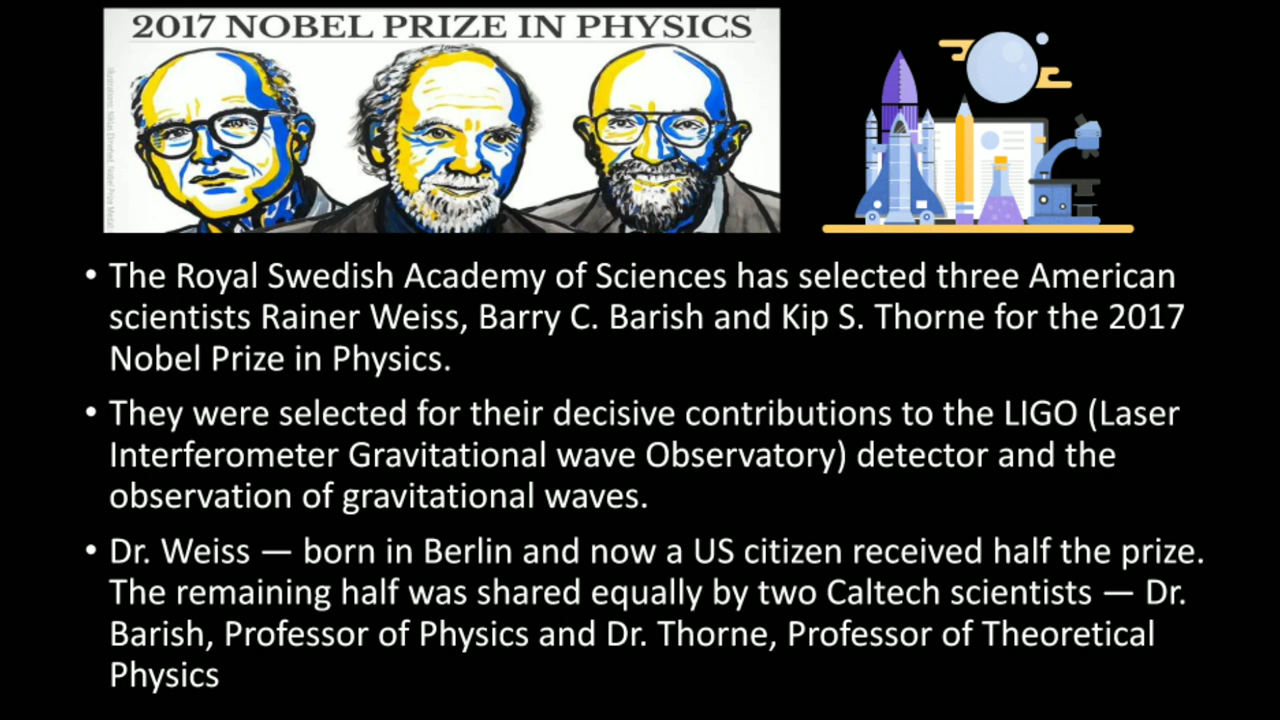 2017 NOBEL PRIZE IN PHYSICS
• The Royal Swedish Academy of Sciences has selected three American
scientists Rainer Weiss, Barry C. Barish and Kip S. Thorne for the 2017
Nobel Prize in Physics.
• They were selected for their decisive contributions to the LIGO (Laser
Interferometer Gravitational wave Observatory) detector and the
observation of gravitational waves.
• Dr. Weiss — born in Berlin and now a US citizen received half the prize.
The remaining half was shared equally by two Caltech scientists — Dr.
Barish, Professor of Physics and Dr. Thorne, Professor of Theoretical
Physics